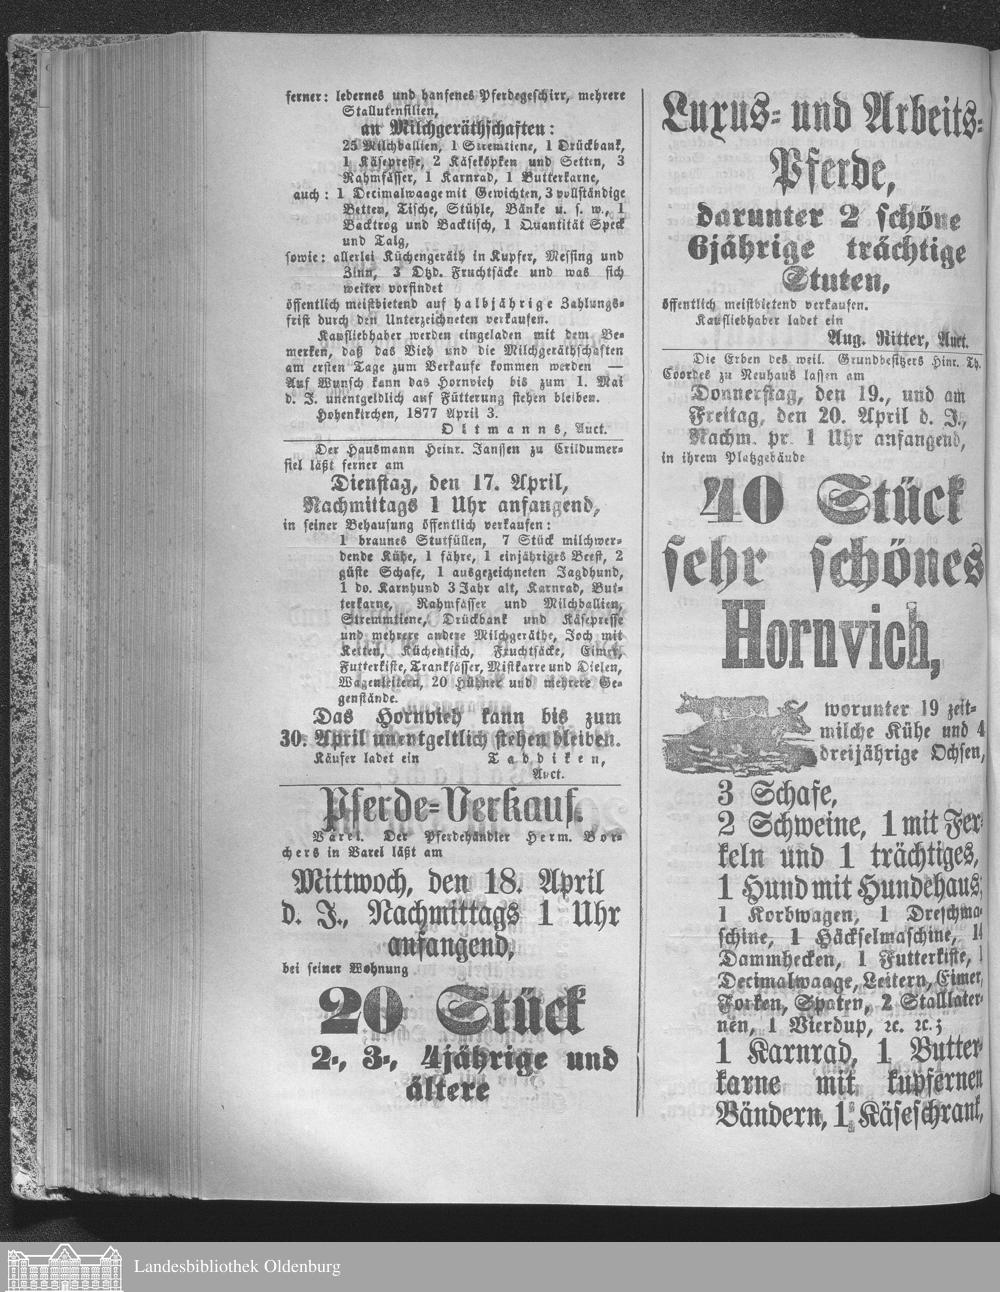 ferner: ledernes und hanfenes Pferdegeschirr, mehrere
Stallutensilien,
an Milchgeräthschaften:
25 Milchballien, 1 Stremtiene, 1 Drückbank,
1 Käsepresse, 2 Käseköpken und Setten, 3
Rahmfässer, 1 Karnrad, 1 Butterkarne,
auch: 1 Decimalwaage mit Gewichten, 3 vollständige
Betten, Tische, Stühle, Bänke u. s. w., 1
Backtrog und Backtisch, 1 Quantität Speck
und Talg,
sowie: allerlei Küchengeräth in Kupfer, Messing und
Zinn, 3 Dtzd. Fruchtsäcke und was sich
weiter vorfindet
öffentlich meistbietend auf halbjährige Zahlungs-
frist durch den Unterzeichneten verkaufen.
Kaufliebhaber werden eingeladen mit dem Be-
merken, daß das Vieh und die Milchgeräthschaften
am ersten Tage zum Verkaufe kommen werden —
Auf Wunsch kann das Hornvieh bis zum 1. Mai
d. J. unentgeldlich auf Fütterung stehen bleiben.
Hohenkirchen, 1877 April 3.
Oltmanns, Auct.
Der Hausmann Heinr. Janssen zu Crildumer-
siel läßt ferner am
Dienstag, den 17. April,
Nachmittags 1 Uhr anfangend,
in seiner Behausung öffentlich verkaufen:
1 braunes Stutfüllen, 7 Stück milchwer-
dende Kühe, 1 fähre, 1 einjähriges Beest, 2
güste Schafe, 1 ausgezeichneten Jagdhund,
1 do. Karnhund 3 Jahr alt, Karnrad, But-
terkarne, Rahmfässer und Milchballien,
Stremmtiene, Drückbank und Käsepresse
und mehrere andere Milchgeräthe, Joch mit
Ketten, Küchentisch, Fruchtsäcke, Eimer,
Futterkiste, Trankfässer, Mistkarre und Dielen,
Wagenleitern, 20 Hühner und mehrere Ge-
genstände.
Das Hornvieh kann bis zum
30. April unentgeltlich stehen bleiben.
Käufer ladet ein Taddiken,
Auct.
Pferde-Verkauf.
Varel. Der Pferdehändler Herm. Bor-
chers in Varel läßt am
Mittwoch, den 18. April
d. J., Nachmittags 1 Uhr
anfangend,
bei seiner Wohnung
20 Stück
2-, 3-, 4jährige und
ältere
Luxus- und Arbeits-
Pferde,
darunter 2 schöne
6jährige trächtige
Stuten,
öffentlich meistbietend verkaufen.
Kaufliebhaber ladet ein
Aug. Ritter, Auct.
Die Erben des weil. Grundbesitzers Hinr. Th.
Coordes zu Neuhaus lassen am
Donnerstag, den 19., und am
Freitag, den 20. April d. J.,
Nachm. pr. 1 Uhr anfangend,
in ihrem Platzgebäude
40 Stück
sehr schönes
Hornvieh,
worunter 19 zeit-
milche Kühe und 4
dreijährige Ochsen,
3 Schafe,
2 Schweine, 1 mit Fer-
keln und 1 trächtiges,
1 Hund mit Hundehaus,
1 Korbwagen, 1 Dreschma-
schine, 1 Häckselmaschine, 1
Dammhecken, 1 Futterkiste, 1
Decimalwaage, Leitern, Eimer,
Forken, Spaten, 2 Stalllater-
nen, 1 Vierdup, ꝛc. ꝛc.;
1 Karnrad, 1 Butter-
karne mit kupfernen
Bändern, 1 Käseschrank,
Landesbibliothek Oldenburg